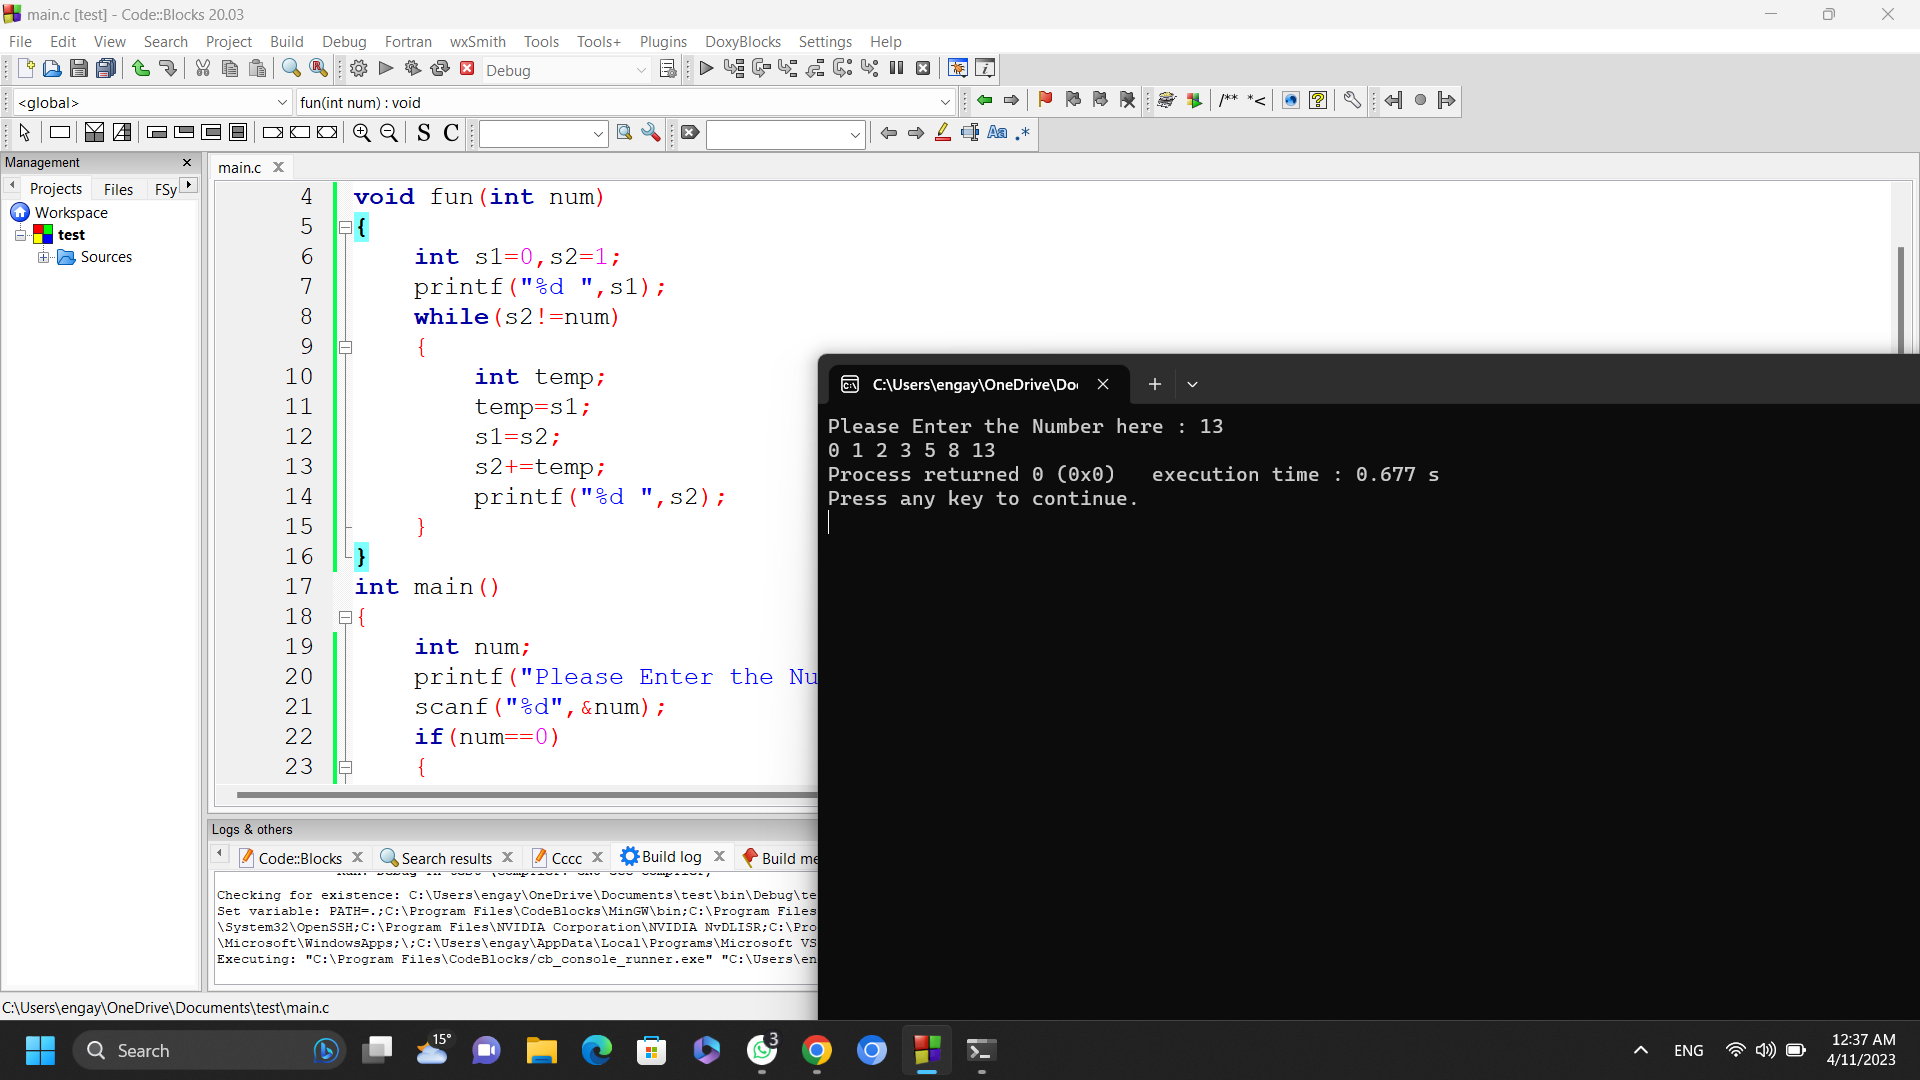 main.c [test] - Code::Blocks 20.03
File Edit View Search Project Build Debug Fortran wxSmith Tools Tools+ Plugins DoxyBlocks Settings Help
Debug
<global>
fun(int num) : void
/** *<
S C
Aa .*
Management
Projects Files FSy
Workspace
test
Sources
main.c
4 void fun(int num)
5 {
6 int s1=0,s2=1;
7 printf("%d ",s1);
8 while(s2!=num)
9 {
10 int temp;
11 temp=s1;
12 s1=s2;
13 s2+=temp;
14 printf("%d ",s2);
15 }
16 }
17 int main()
18 {
19 int num;
20 printf("Please Enter the Nu
21 scanf("%d",&num);
22 if(num==0)
23 {
C:\Users\engay\OneDrive\Do
Please Enter the Number here : 13
0 1 2 3 5 8 13
Process returned 0 (0x0)   execution time : 0.677 s
Press any key to continue.
Logs & others
Code::Blocks Search results Cccc Build log Build me
Checking for existence: C:\Users\engay\OneDrive\Documents\test\bin\Debug\te
Set variable: PATH=.;C:\Program Files\CodeBlocks\MinGW\bin;C:\Program Files
\System32\OpenSSH;C:\Program Files\NVIDIA Corporation\NVIDIA NvDLISR;C:\Pro
\Microsoft\WindowsApps;\;C:\Users\engay\AppData\Local\Programs\Microsoft VS
Executing: "C:\Program Files\CodeBlocks/cb_console_runner.exe" "C:\Users\en
C:\Users\engay\OneDrive\Documents\test\main.c
Search
15°
3
ENG
12:37 AM
4/11/2023